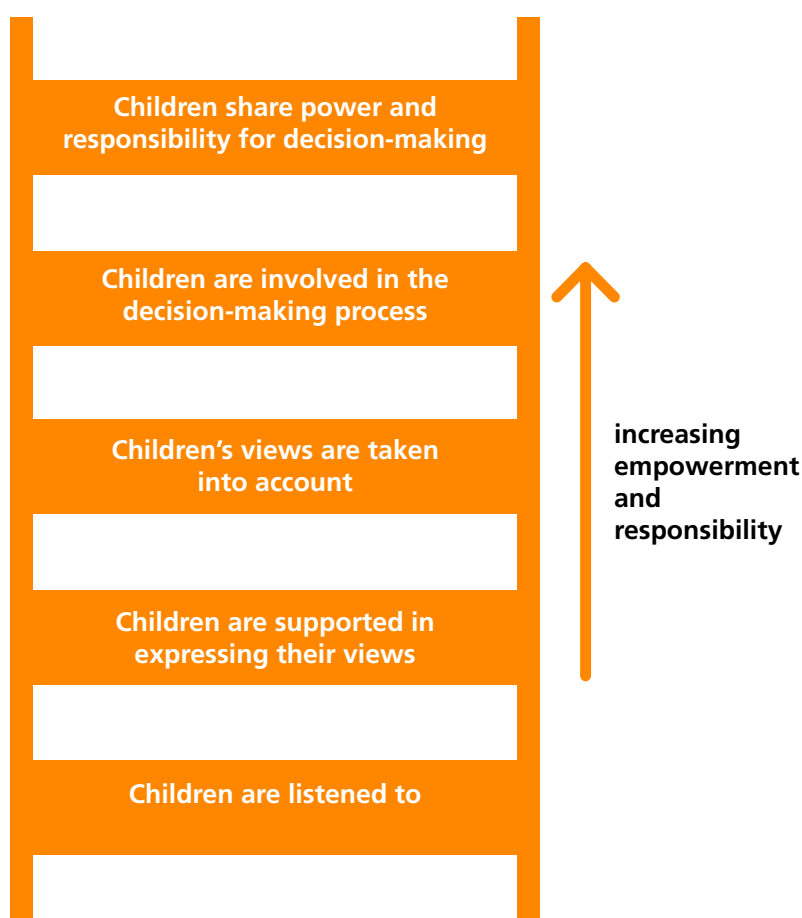 Children share power and
responsibility for decision-making
Children are involved in the
decision-making process
Children’s views are taken
into account
increasing
empowerment
and
responsibility
Children are supported in
expressing their views
Children are listened to